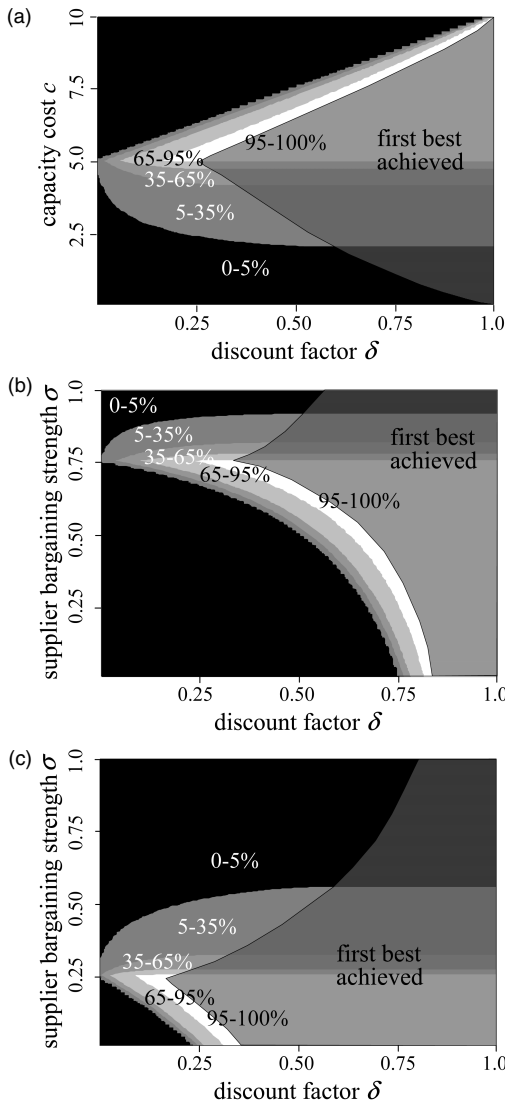 (a)
capacity cost c
10
7.5
5.0
2.5
65-95%
95-100%
35-65%
5-35%
0-5%
first best
achieved
0.25
0.50
0.75
1.0
discount factor δ
(b)
supplier bargaining strength σ
1.0
0.75
0.50
0.25
0-5%
5-35%
35-65%
65-95%
95-100%
first best
achieved
0.25
0.50
0.75
1.0
discount factor δ
(c)
supplier bargaining strength σ
1.0
0.75
0.50
0.25
0-5%
5-35%
35-65%
65-95%
95-100%
first best
achieved
0.25
0.50
0.75
1.0
discount factor δ